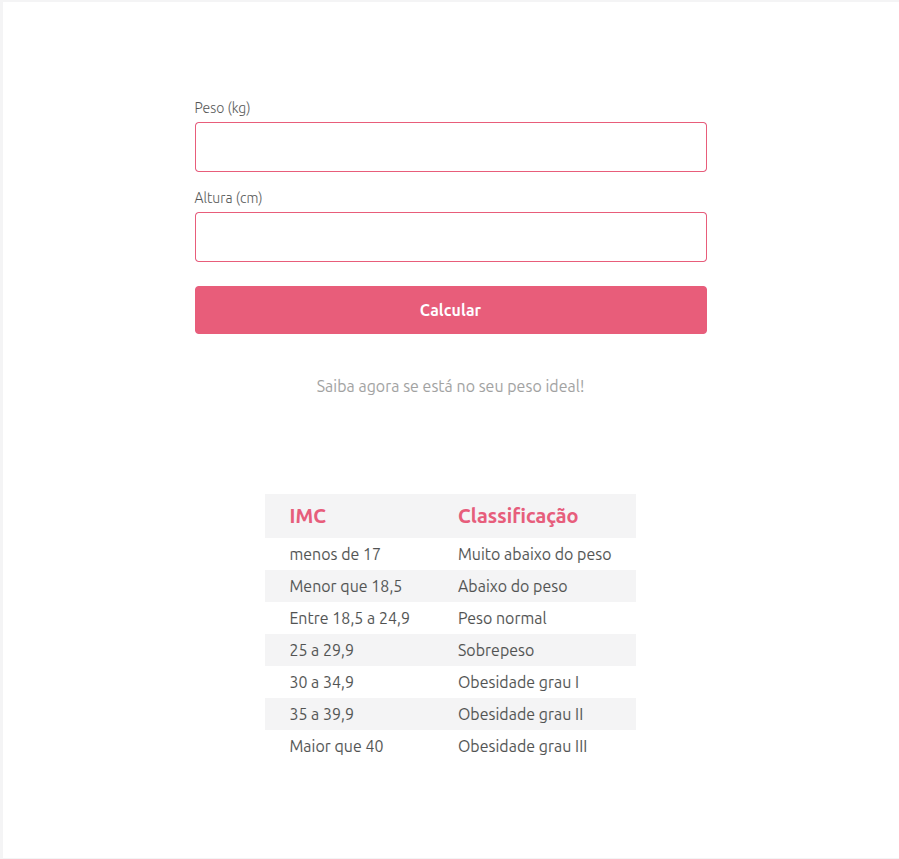 Peso (kg)
Altura (cm)
Calcular
Saiba agora se está no seu peso ideal!
IMC Classificação
menos de 17 Muito abaixo do peso
Menor que 18,5 Abaixo do peso
Entre 18,5 a 24,9 Peso normal
25 a 29,9 Sobrepeso
30 a 34,9 Obesidade grau I
35 a 39,9 Obesidade grau II
Maior que 40 Obesidade grau III